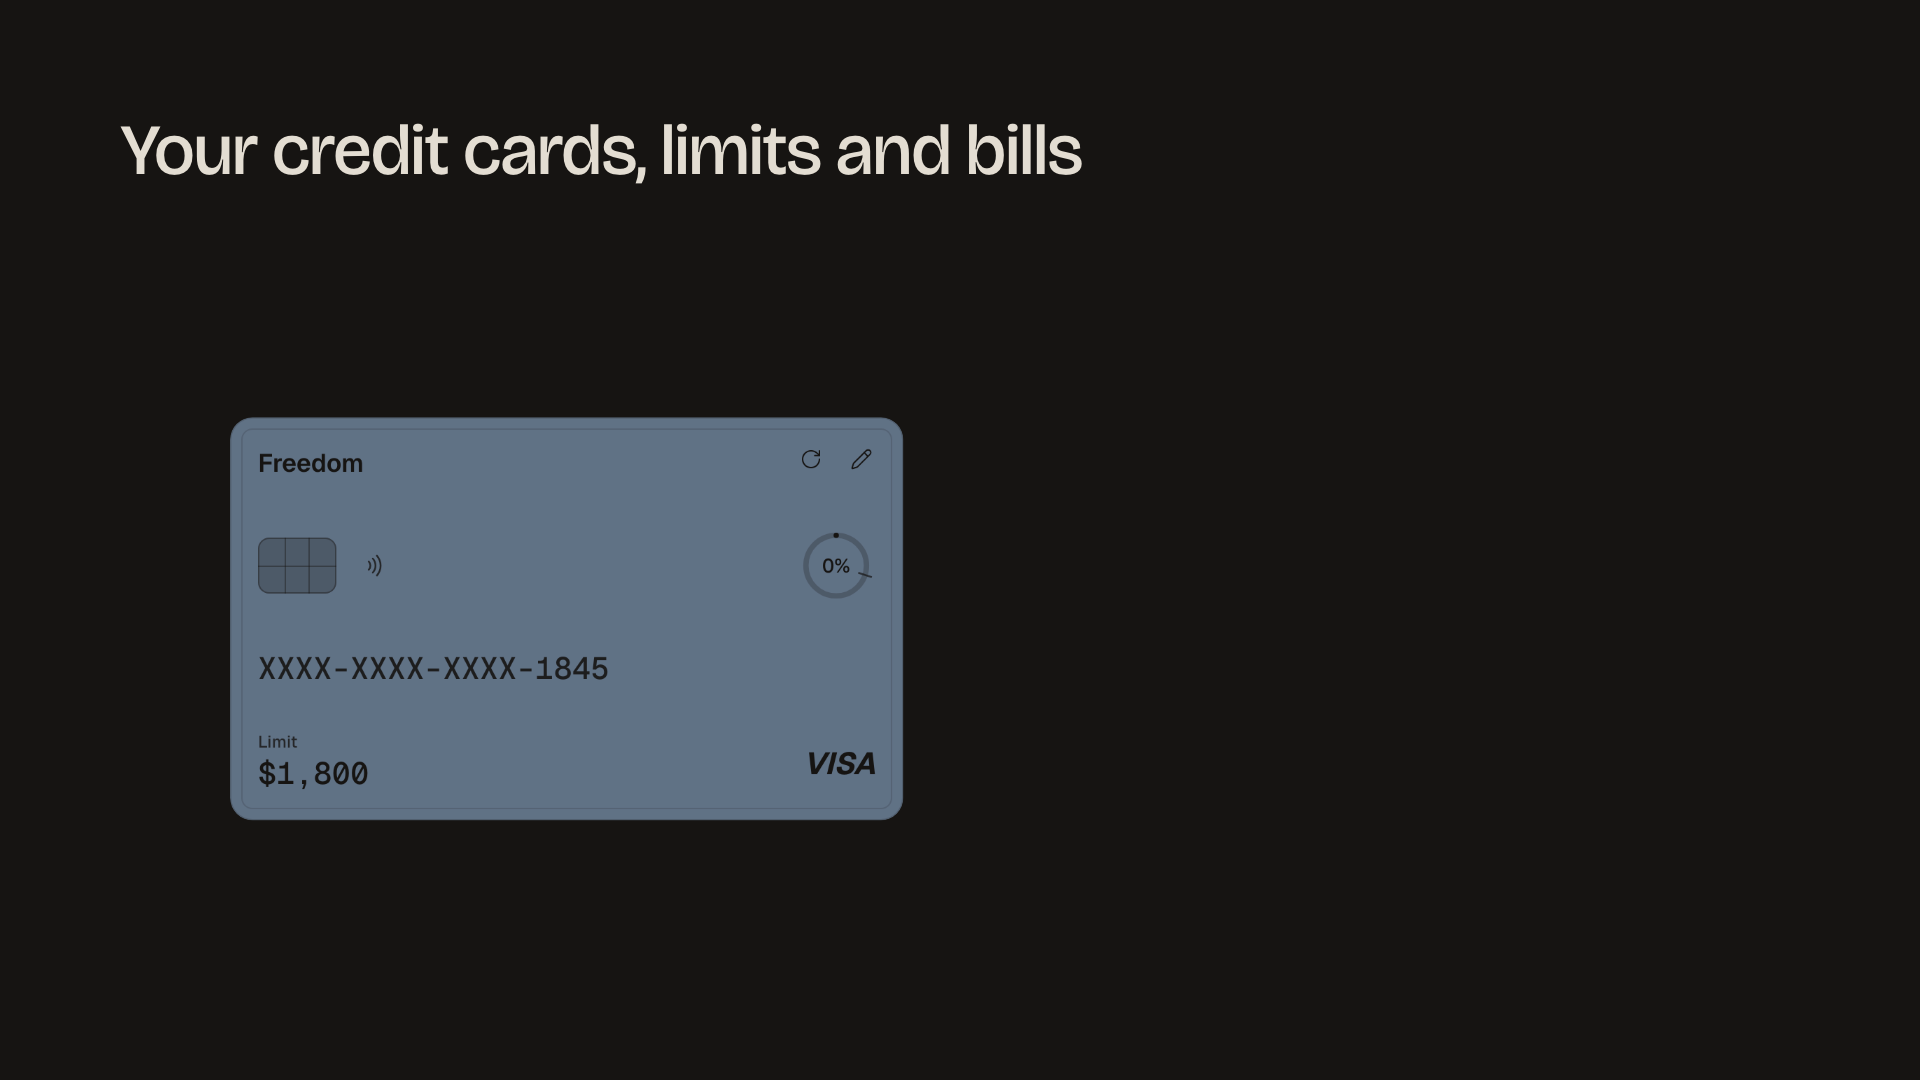 Your credit cards, limits and bills
Freedom
0%
XXXX-XXXX-XXXX-1845
Limit
$1,800
VISA